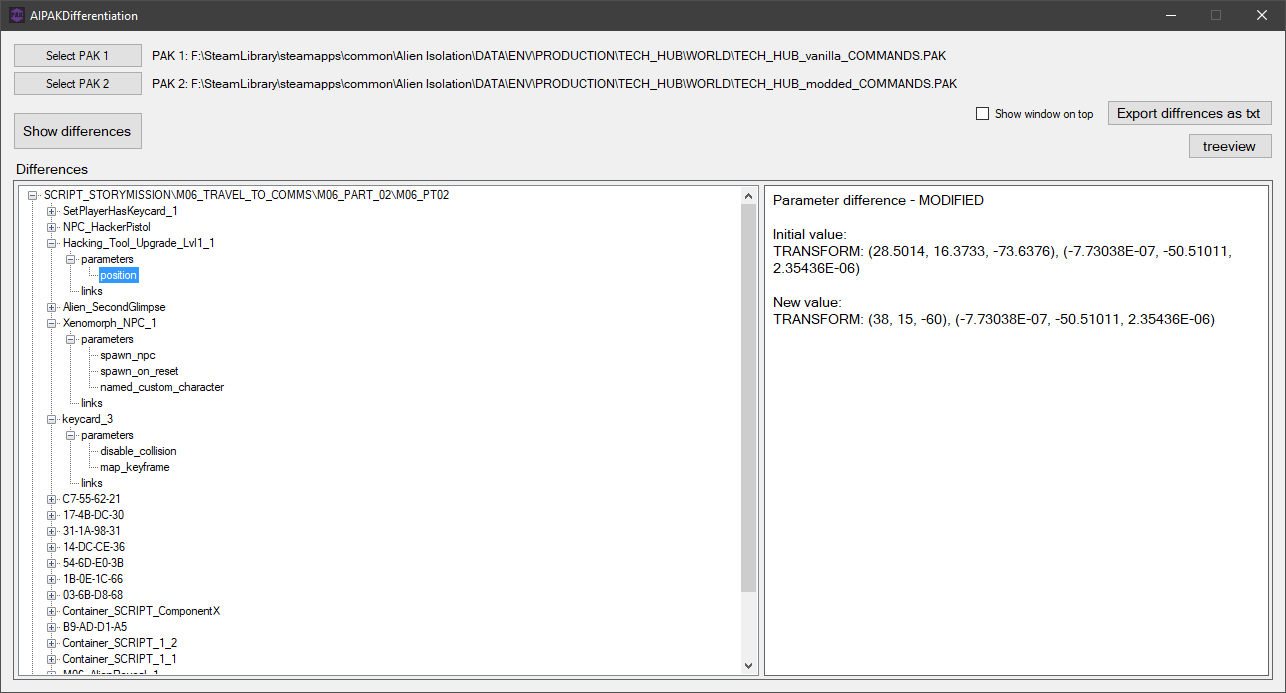 AIPAKDifferentiation
Select PAK 1
PAK 1: F:\SteamLibrary\steamapps\common\Alien Isolation\DATA\ENV\PRODUCTION\TECH_HUB\WORLD\TECH_HUB_vanilla_COMMANDS.PAK
Select PAK 2
PAK 2: F:\SteamLibrary\steamapps\common\Alien Isolation\DATA\ENV\PRODUCTION\TECH_HUB\WORLD\TECH_HUB_modded_COMMANDS.PAK
Show window on top
Export diffrences as txt
Show differences
treeview
Differences
SCRIPT_STORYMISSION\M06_TRAVEL_TO_COMMS\M06_PART_02\M06_PT02
SetPlayerHasKeycard_1
NPC_HackerPistol
Hacking_Tool_Upgrade_Lvl1_1
parameters
position
links
Alien_SecondGlimpse
Xenomorph_NPC_1
parameters
spawn_npc
spawn_on_reset
named_custom_character
links
keycard_3
parameters
disable_collision
map_keyframe
links
C7-55-62-21
17-4B-DC-30
31-1A-98-31
14-DC-CE-36
54-6D-E0-3B
1B-0E-1C-66
03-6B-D8-68
Container_SCRIPT_ComponentX
B9-AD-D1-A5
Container_SCRIPT_1_2
Container_SCRIPT_1_1
M06_AlienReveal_1
Parameter difference - MODIFIED
Initial value:
TRANSFORM: (28.5014, 16.3733, -73.6376), (-7.73038E-07, -50.51011,
2.35436E-06)
New value:
TRANSFORM: (38, 15, -60), (-7.73038E-07, -50.51011, 2.35436E-06)